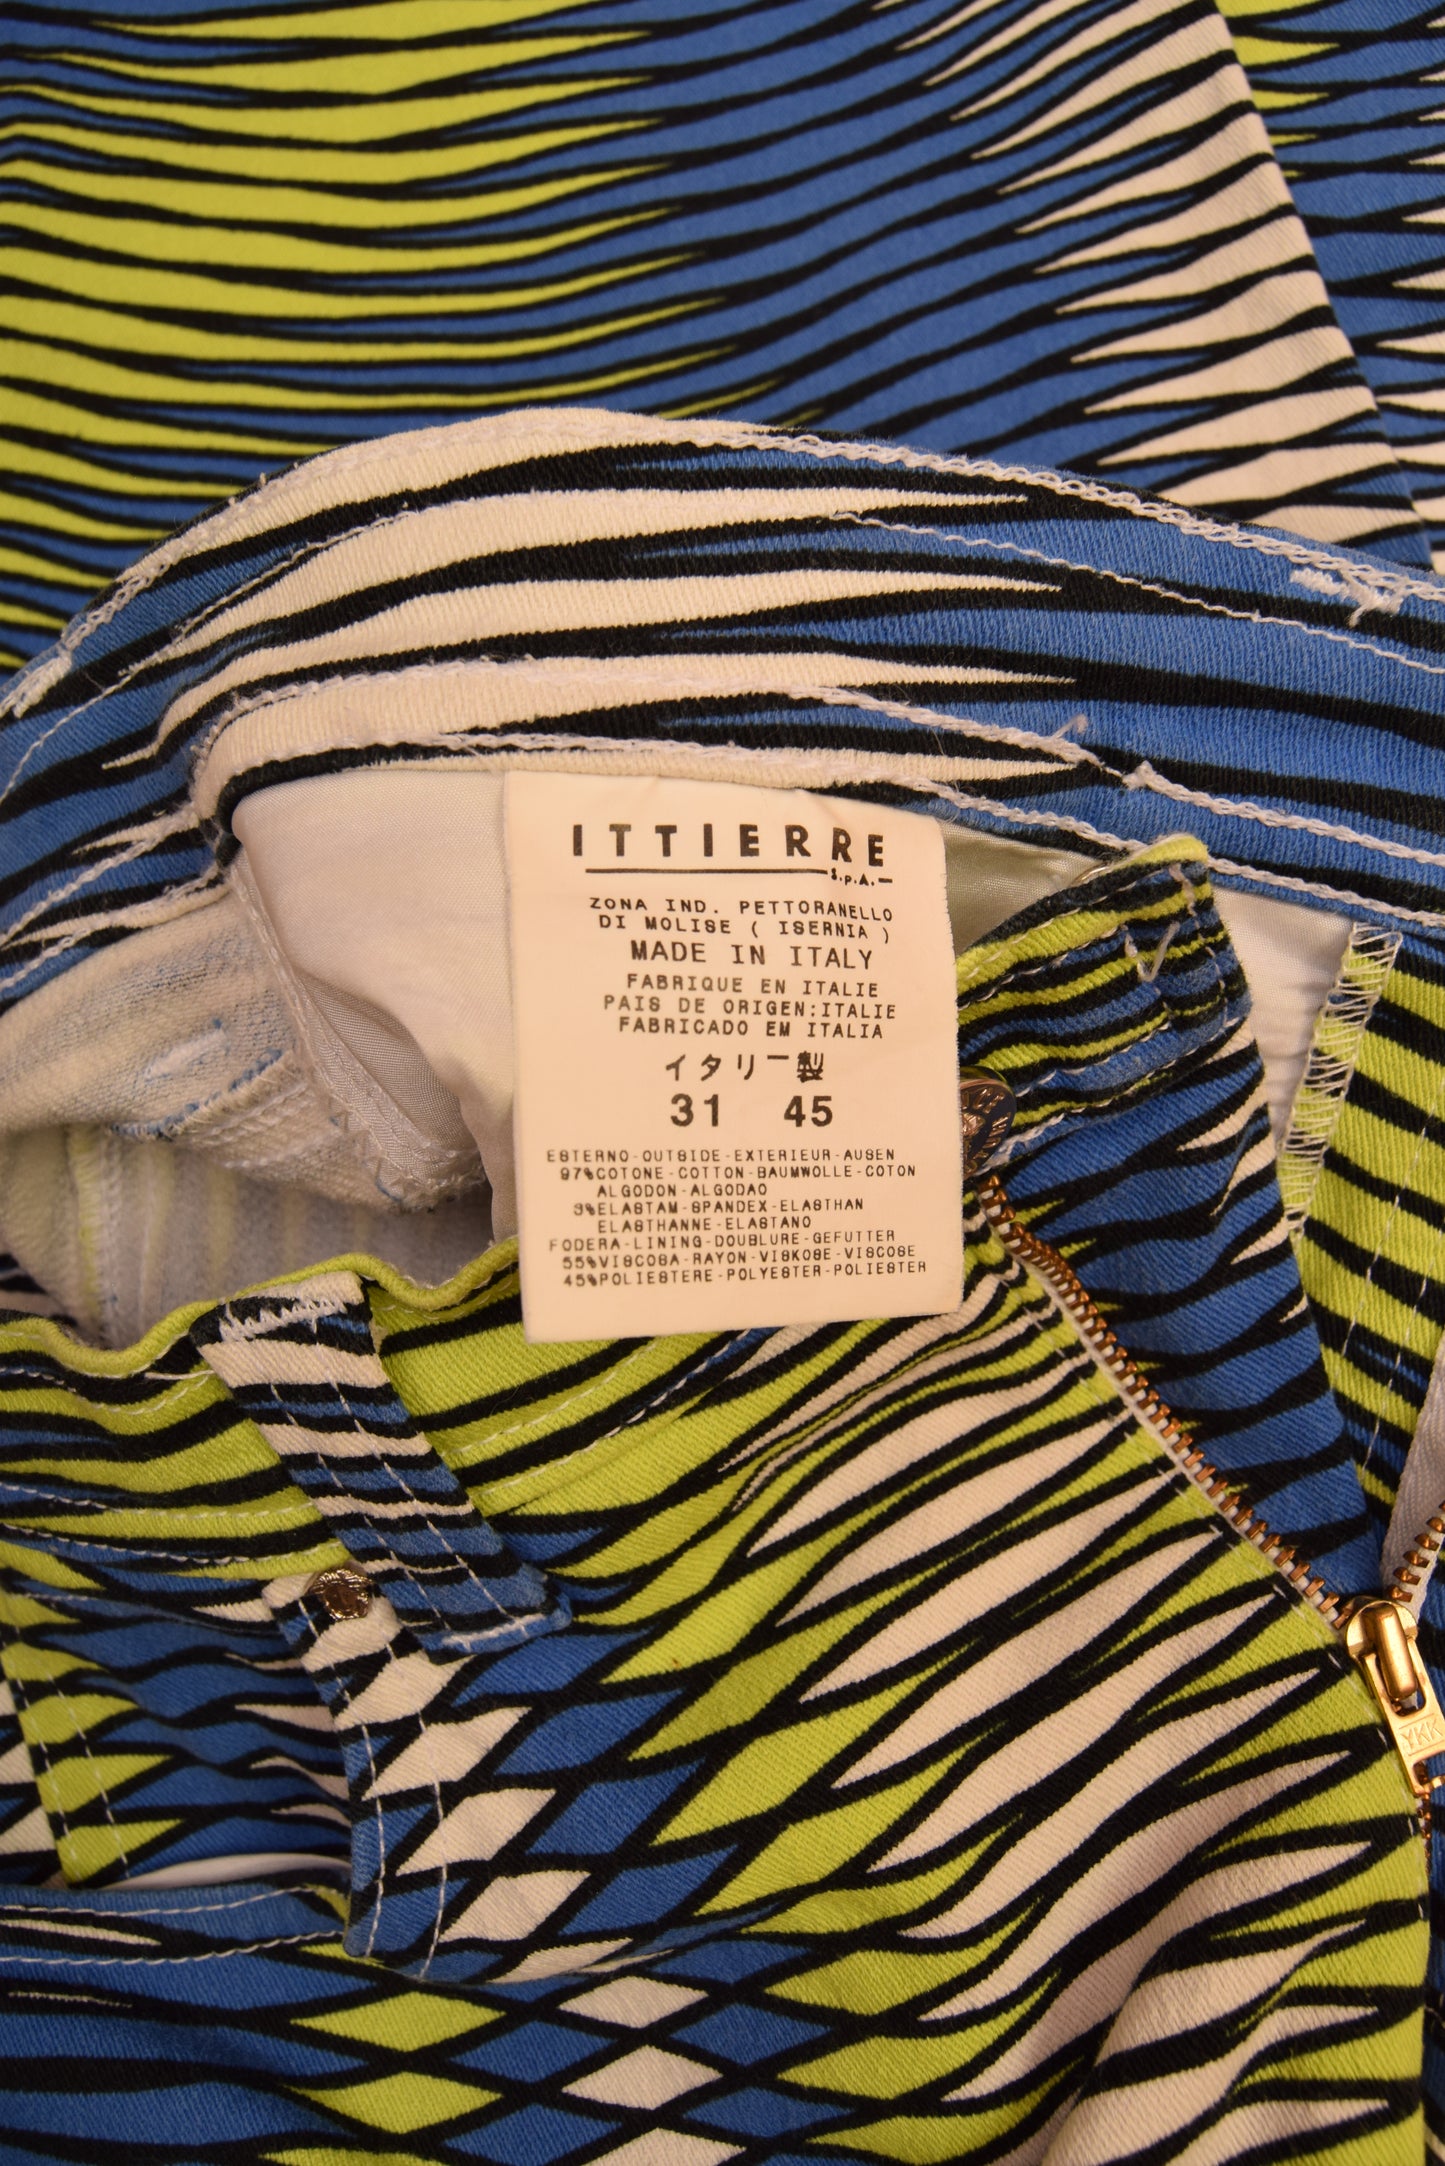 ITTIERRE
S.p.A.
ZONA IND. PETTORANELLO
DI MOLISE ( ISERNIA )
MADE IN ITALY
FABRIQUE EN ITALIE
PAIS DE ORIGEN:ITALIE
FABRICADO EM ITALIA
イタリー製
31 45
ESTERNO-OUTSIDE-EXTERIEUR-AUSEN
97%COTONE-COTTON-BAUMWOLLE-COTON
ALGODON-ALGODAO
3%ELASTAM-SPANDEX-ELASTHAN
ELASTHANNE-ELASTANO
FODERA-LINING-DOUBLURE-GEFUTTER
55%VISCOSA-RAYON-VISKOSE-VISCOSE
45%POLIESTERE-POLYESTER-POLIESTER
YKK